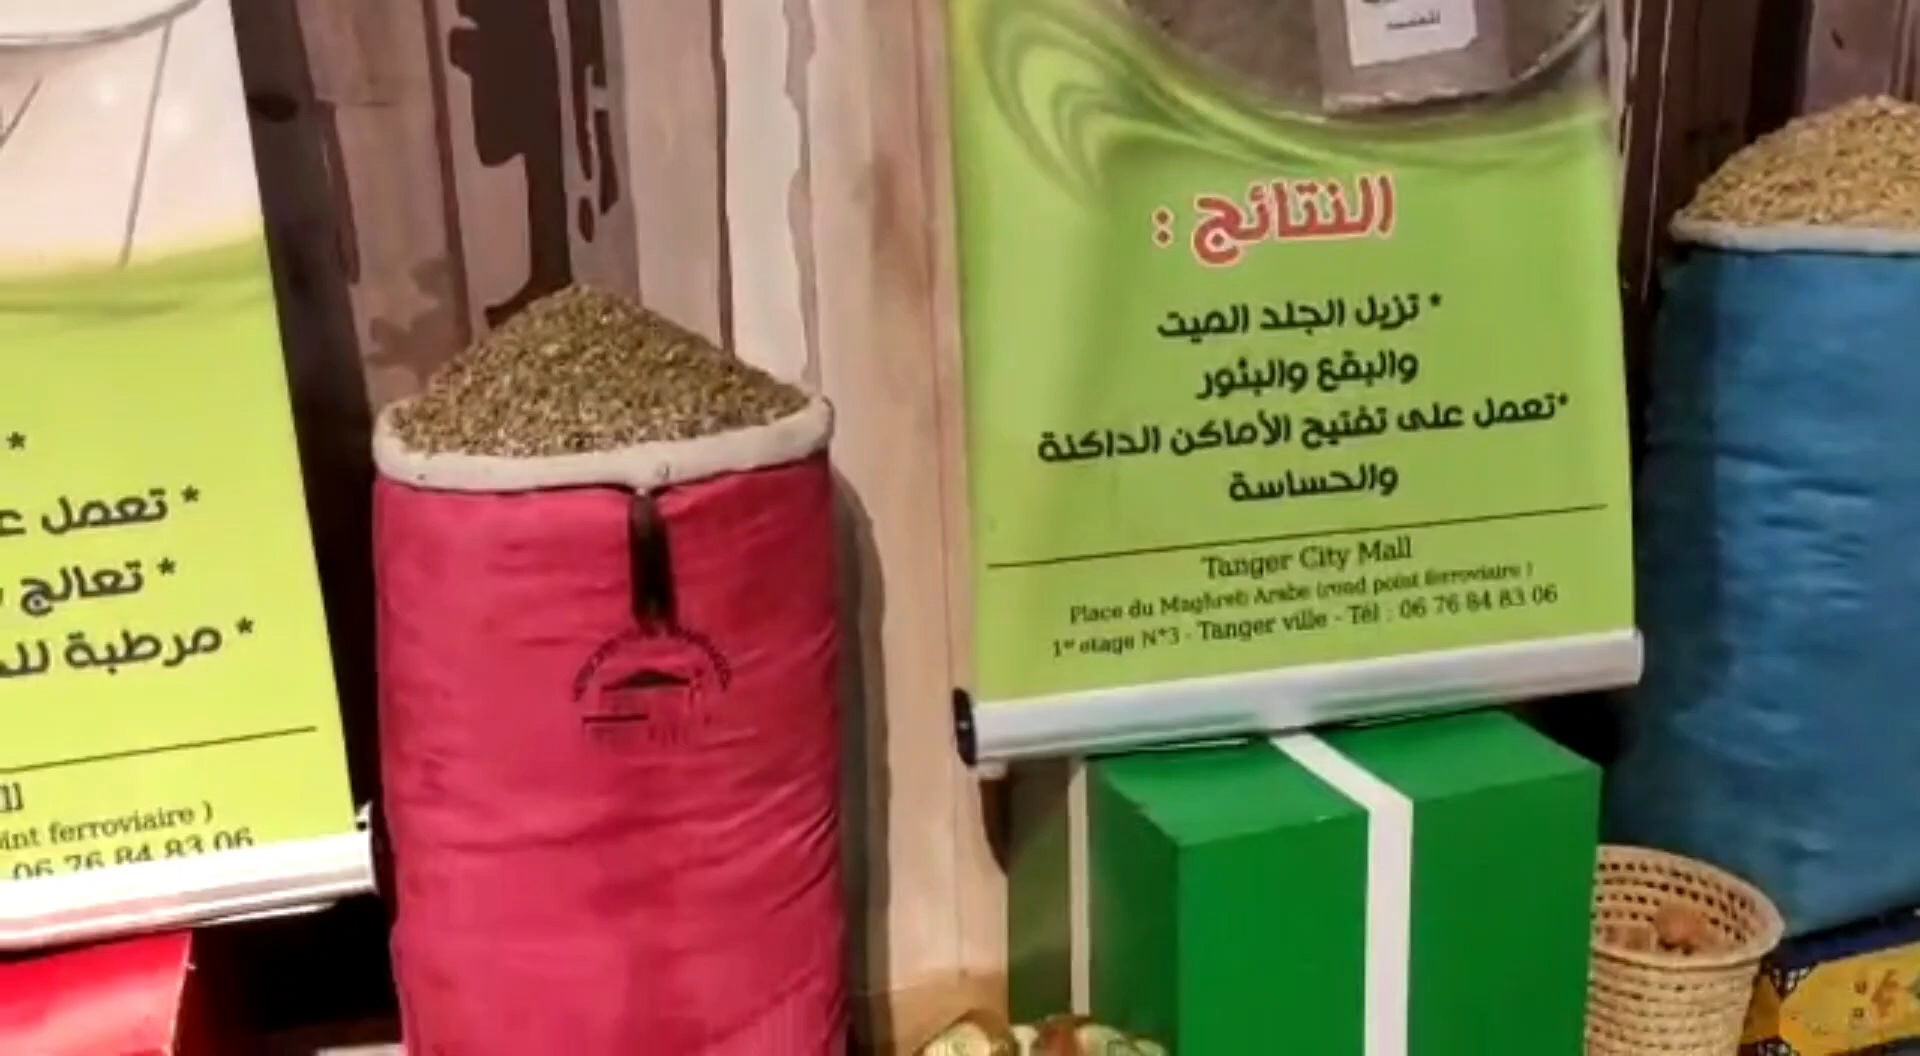 * تعمل
* تعالج
* مرطبة
ll
int ferroviaire )
06 76 84 83 06
النتائج :
* تزيل الجلد الميت
والبقع والبثور
*تعمل على تفتيح الأماكن الداكنة
والحساسة
Tanger City Mall
Place du Maghreb Arabe (rond point ferroviaire )
1er etage N°3 - Tanger ville - Tél : 06 76 84 83 06